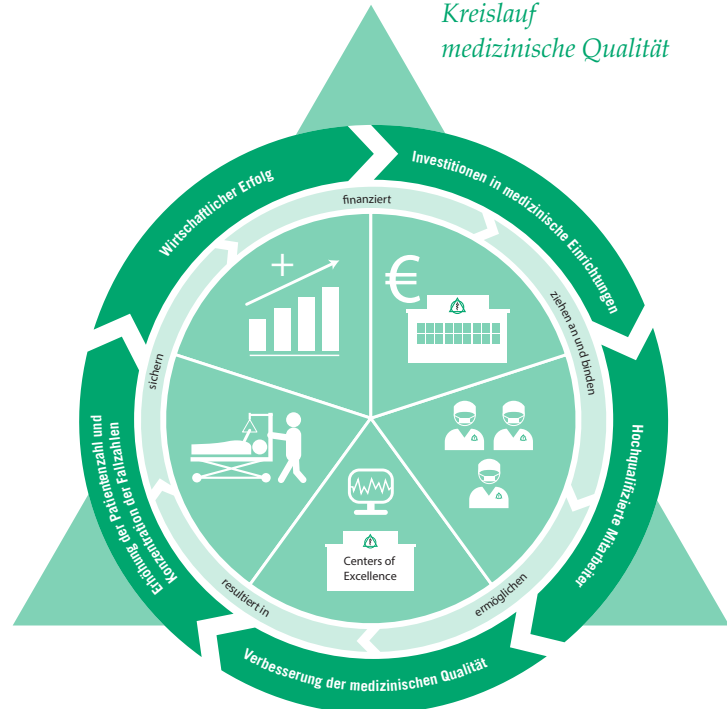 Kreislauf
medizinische Qualität
Wirtschaftlicher Erfolg
Investitionen in medizinische Einrichtungen
Hochqualifizierte Mitarbeiter
Verbesserung der medizinischen Qualität
Erhöhung der Patientenzahl und
Konzentration der Fallzahlen
finanziert
ziehen an und binden
ermöglichen
resultiert in
sichern
+
€
Centers of
Excellence